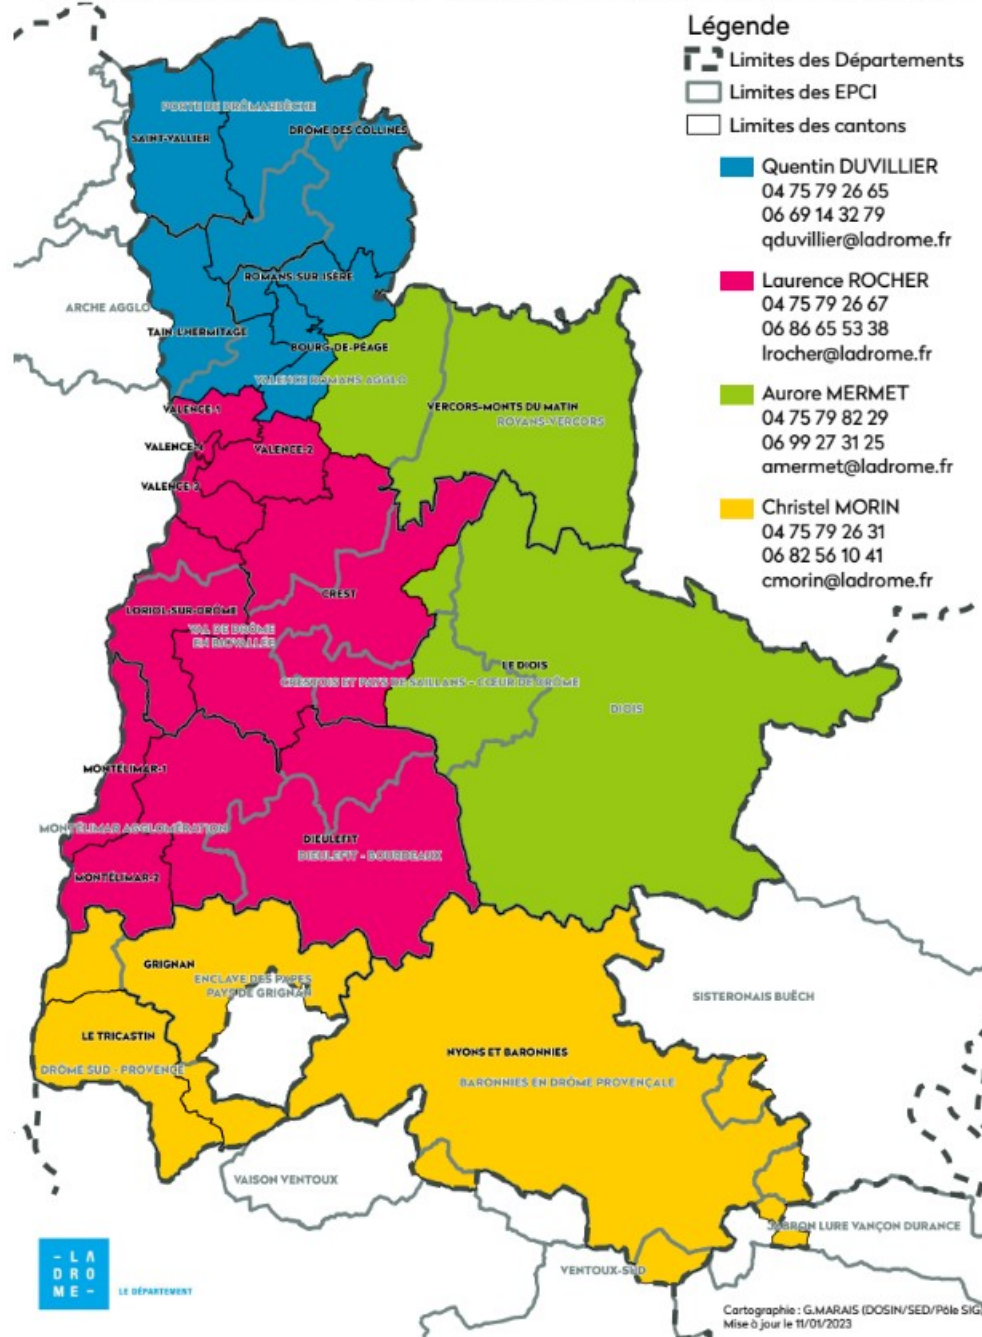 Légende
Limites des Départements
Limites des EPCI
Limites des cantons
Quentin DUVILLIER
04 75 79 26 65
06 69 14 32 79
qduvillier@ladrome.fr
Laurence ROCHER
04 75 79 26 67
06 86 65 53 38
lrocher@ladrome.fr
Aurore MERMET
04 75 79 82 29
06 99 27 31 25
amermet@ladrome.fr
Christel MORIN
04 75 79 26 31
06 82 56 10 41
cmorin@ladrome.fr
PORTE DE DRÔMARDÈCHE
SAINT-VALLIER
DRÔME DES COLLINES
ROMANS-SUR-ISÈRE
ARCHE AGGLO
TAIN-L'HERMITAGE
BOURG-DE-PÉAGE
VALENCE ROMANS AGGLO
VALENCE-1
VERCORS-MONTS DU MATIN
ROYANS-VERCORS
VALENCE-4
VALENCE-2
VALENCE-3
CREST
LORIOL-SUR-DRÔME
VAL DE DRÔME
EN BIOVALLÉE
LE DIOIS
CRESTOIS ET PAYS DE SAILLANS - CŒUR DE DRÔME
DIOIS
MONTÉLIMAR-1
MONTÉLIMAR AGGLOMÉRATION
DIEULEFIT
DIEULEFIT - BOURDEAUX
MONTÉLIMAR-2
GRIGNAN
ENCLAVE DES PAPES
PAYS DE GRIGNAN
SISTERONAIS BUËCH
LE TRICASTIN
NYONS ET BARONNIES
DRÔME SUD - PROVENCE
BARONNIES EN DRÔME PROVENÇALE
VAISON VENTOUX
JABRON LURE VANÇON DURANCE
VENTOUX-SUD
- L A
D R O
M E -
LE DÉPARTEMENT
Cartographie : G.MARAIS (DOSIN/SED/Pôle SIG)
Mise à jour le 11/01/2023